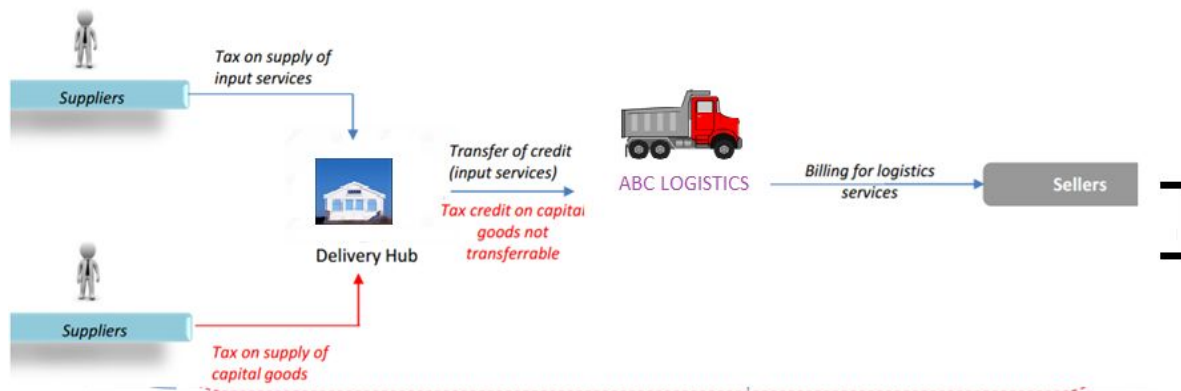 Tax on supply of
input services
Suppliers
Transfer of credit
(input services)
Tax credit on capital
goods not
transferrable
Delivery Hub
ABC LOGISTICS
Billing for logistics
services
Sellers
Suppliers
Tax on supply of
capital goods